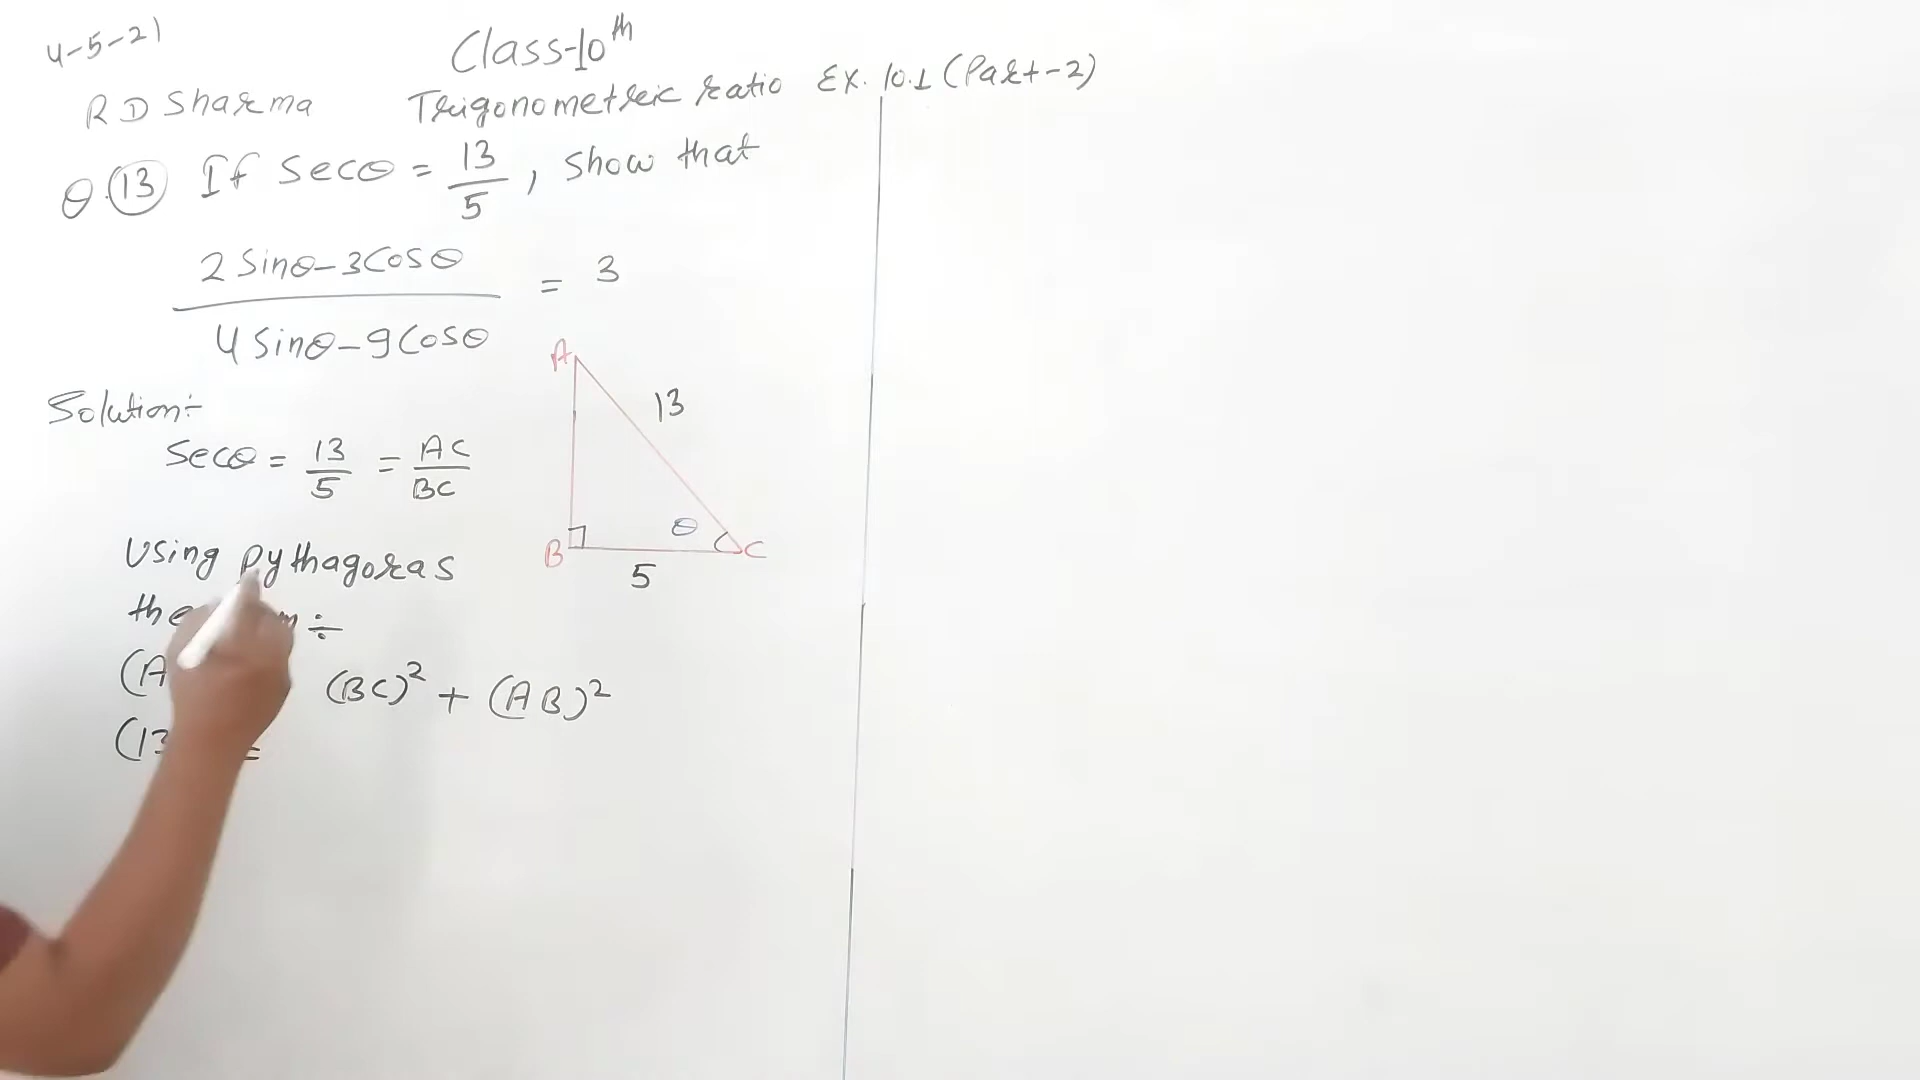 4-5-21
Class-10th
RD Sharma Trigonometric ratio Ex. 10.1 (Part-2)
Q.13 If Secθ = 13/5, show that
2 Sinθ-3Cosθ / 4 Sinθ-9Cosθ = 3
Solution:-
Secθ = 13/5 = AC/BC
Using pythagoras
(BC)² + (AB)²
=
A
13
θ
B
C
5